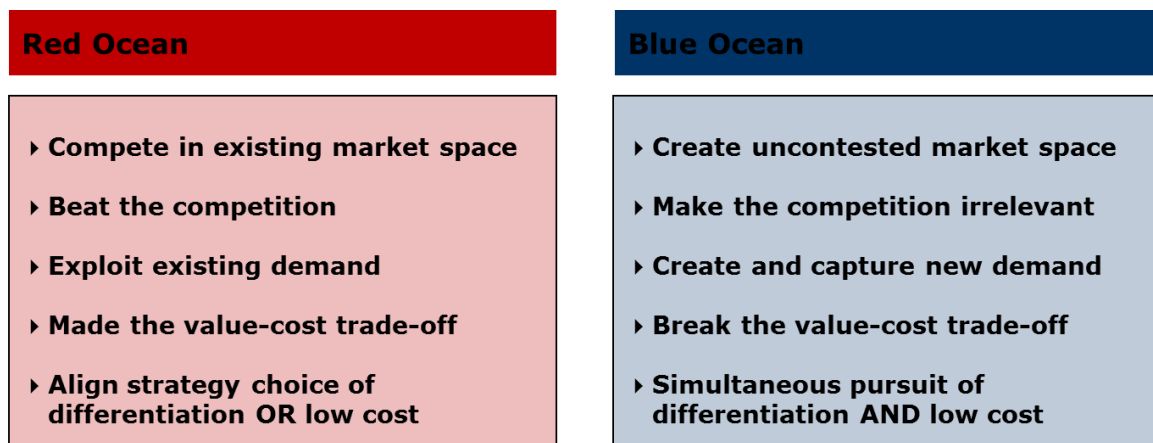 Red Ocean
▸ Compete in existing market space
▸ Beat the competition
▸ Exploit existing demand
▸ Made the value-cost trade-off
▸ Align strategy choice of
differentiation OR low cost
Blue Ocean
▸ Create uncontested market space
▸ Make the competition irrelevant
▸ Create and capture new demand
▸ Break the value-cost trade-off
▸ Simultaneous pursuit of
differentiation AND low cost